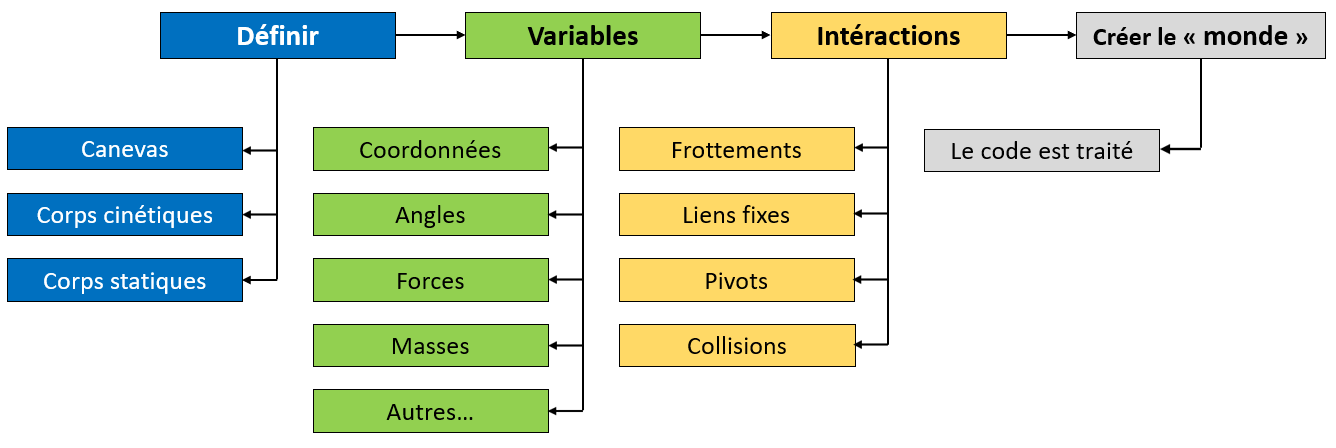 Définir
Variables
Intéractions
Créer le « monde »
Canevas
Corps cinétiques
Corps statiques
Coordonnées
Angles
Forces
Masses
Autres...
Frottements
Liens fixes
Pivots
Collisions
Le code est traité